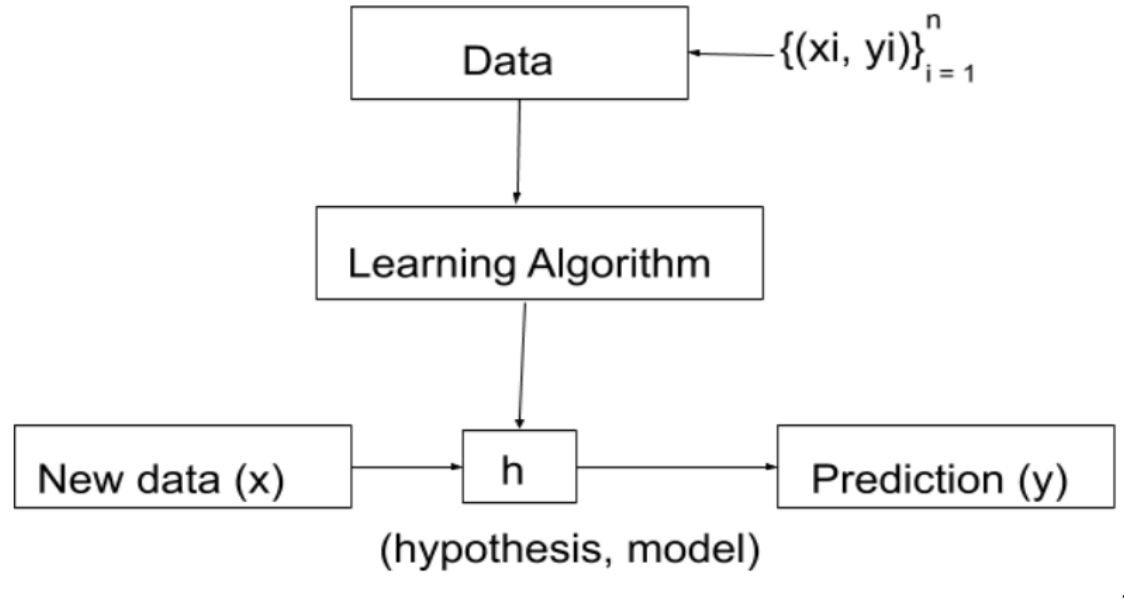 Data
{(xi, yi)}
n
i = 1
Learning Algorithm
New data (x)
h
Prediction (y)
(hypothesis, model)